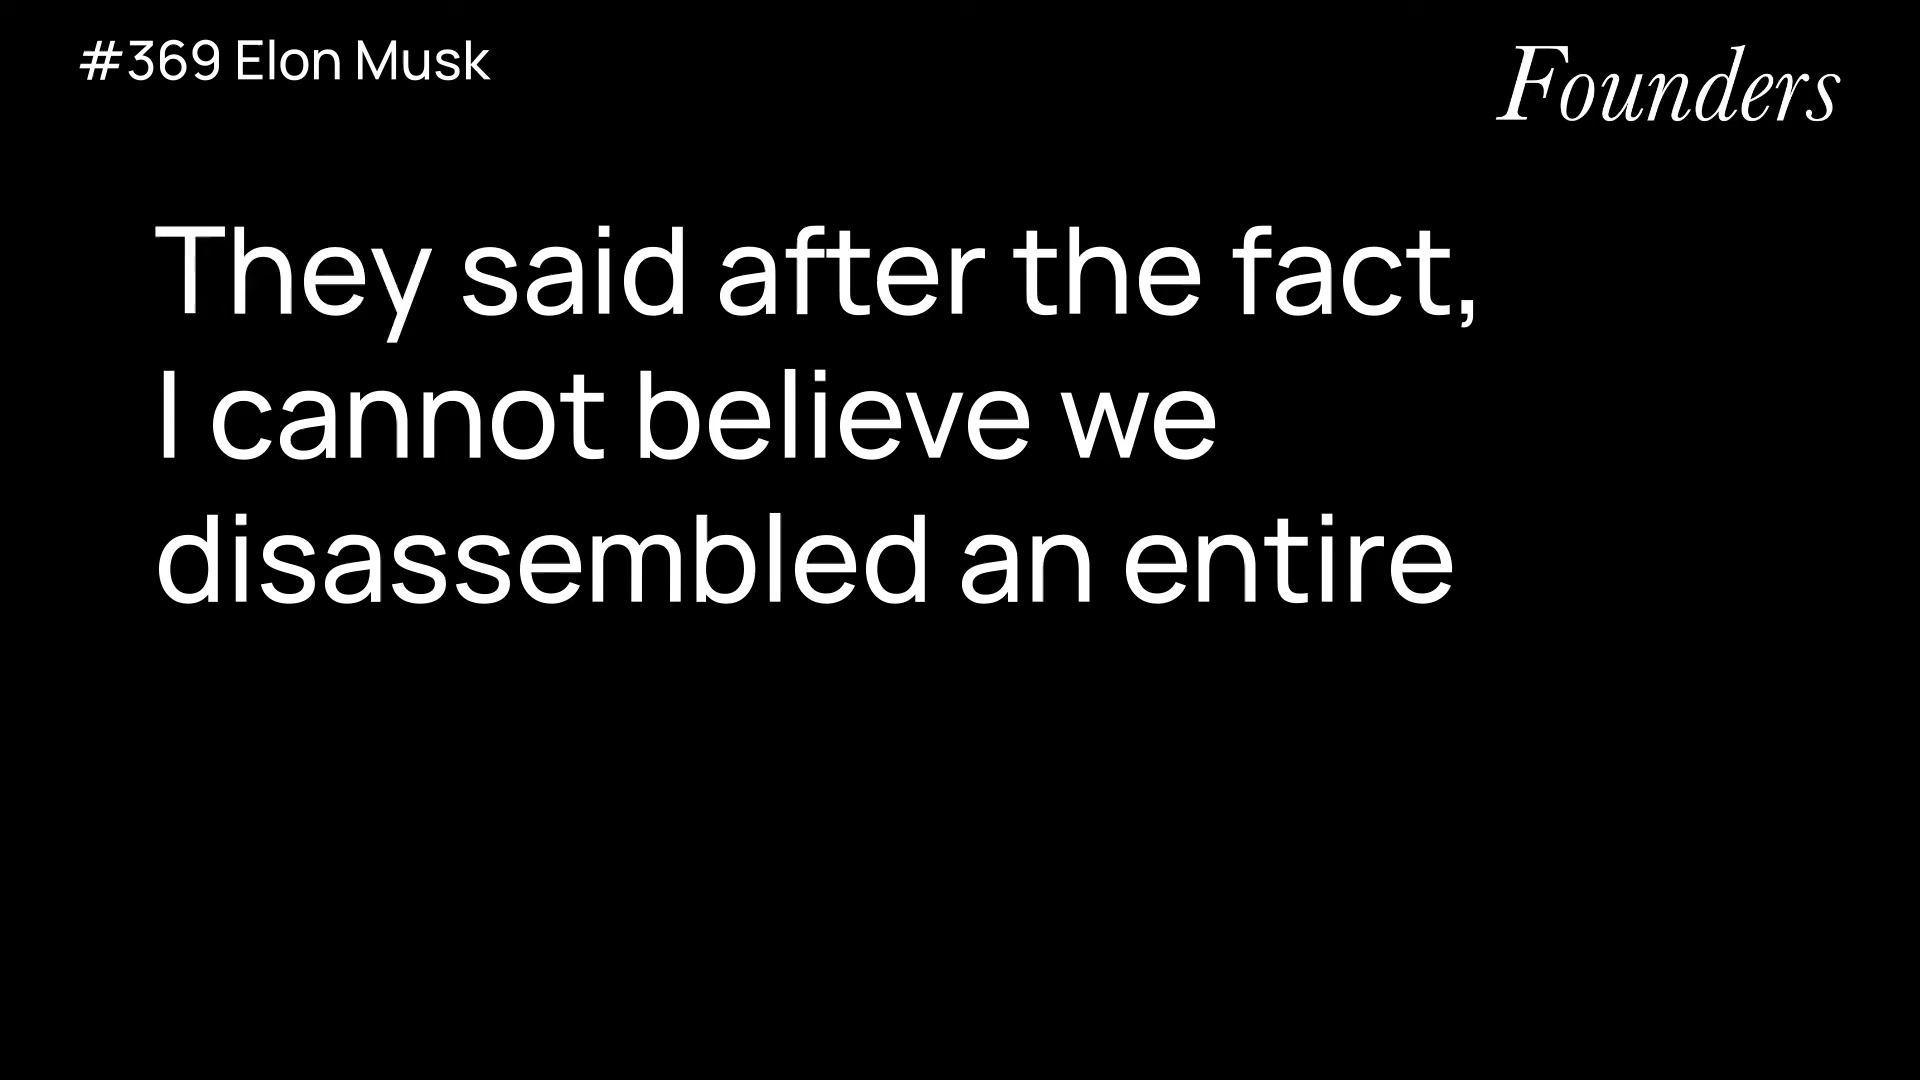 #369 Elon Musk
Founders
They said after the fact,
I cannot believe we
disassembled an entire